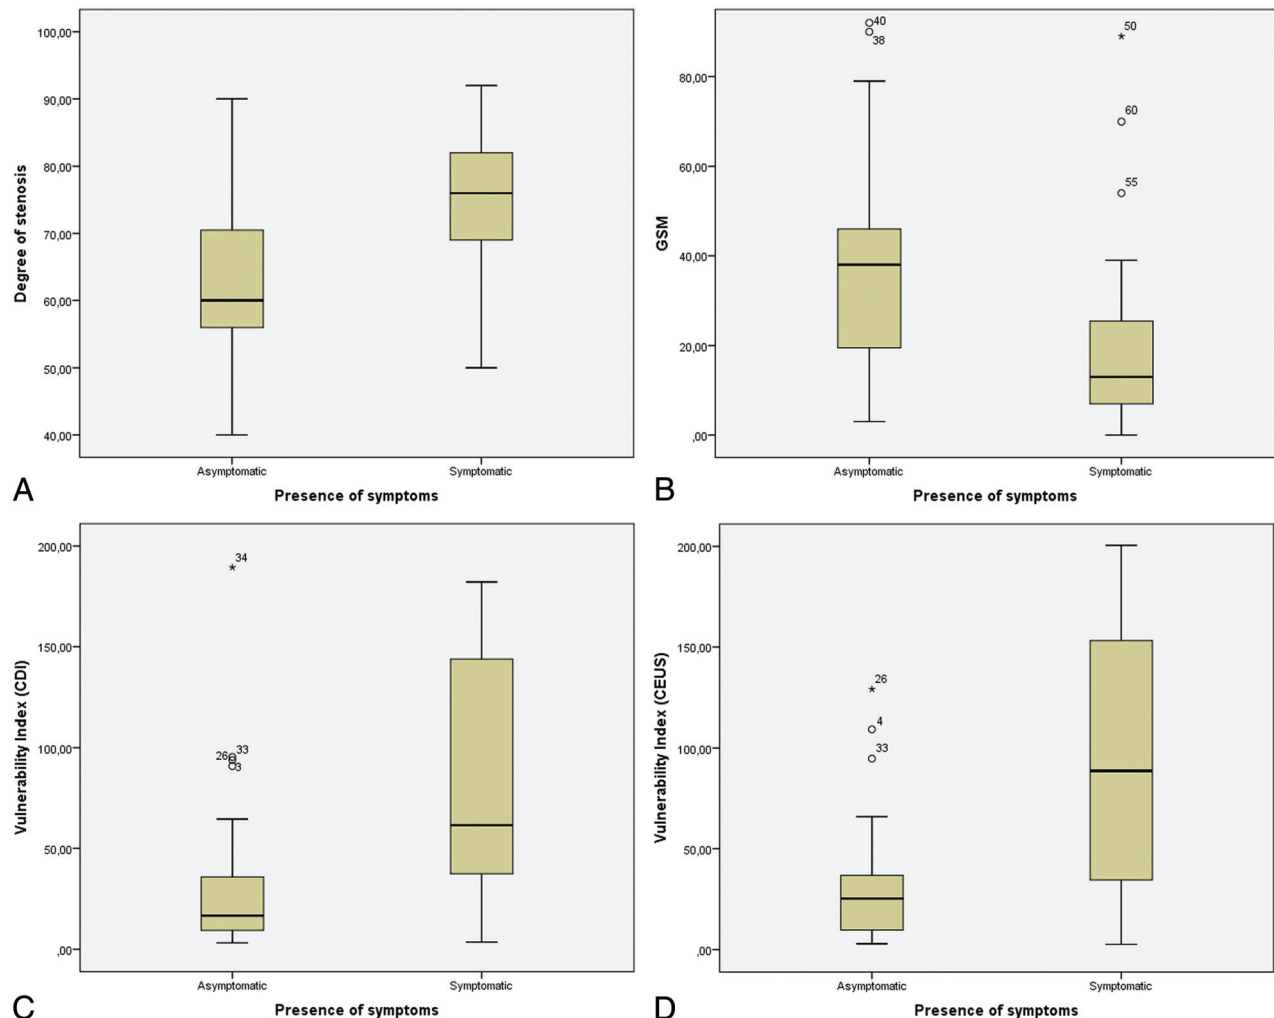 100,00
90,00
80,00
70,00
60,00
50,00
40,00
Degree of stenosis
Asymptomatic
Symptomatic
Presence of symptoms
A
80,00
60,00
40,00
20,00
,00
GSM
40
38
50
60
55
Asymptomatic
Symptomatic
Presence of symptoms
B
200,00
150,00
100,00
50,00
,00
Vulnerability Index (CDI)
34
33
26
3
Asymptomatic
Symptomatic
Presence of symptoms
C
200,00
150,00
100,00
50,00
,00
Vulnerability Index (CEUS)
26
4
33
Asymptomatic
Symptomatic
Presence of symptoms
D